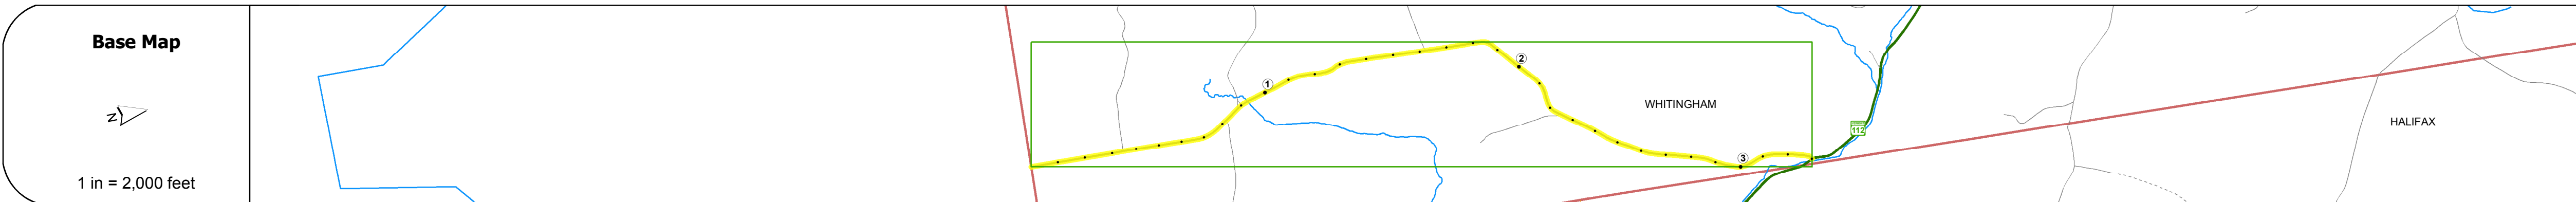 Base Map
N
1 in = 2,000 feet
1
2
WHITINGHAM
3
112
HALIFAX